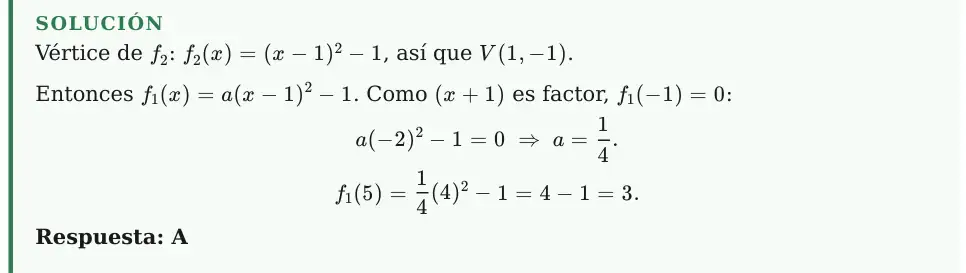 SOLUCIÓN
Vértice de f₂: f₂(x) = (x − 1)² − 1, así que V(1, −1).
Entonces f₁(x) = a(x − 1)² − 1. Como (x + 1) es factor, f₁(−1) = 0:
a(−2)² − 1 = 0 ⇒ a = 1/4.
f₁(5) = 1/4(4)² − 1 = 4 − 1 = 3.
Respuesta: A